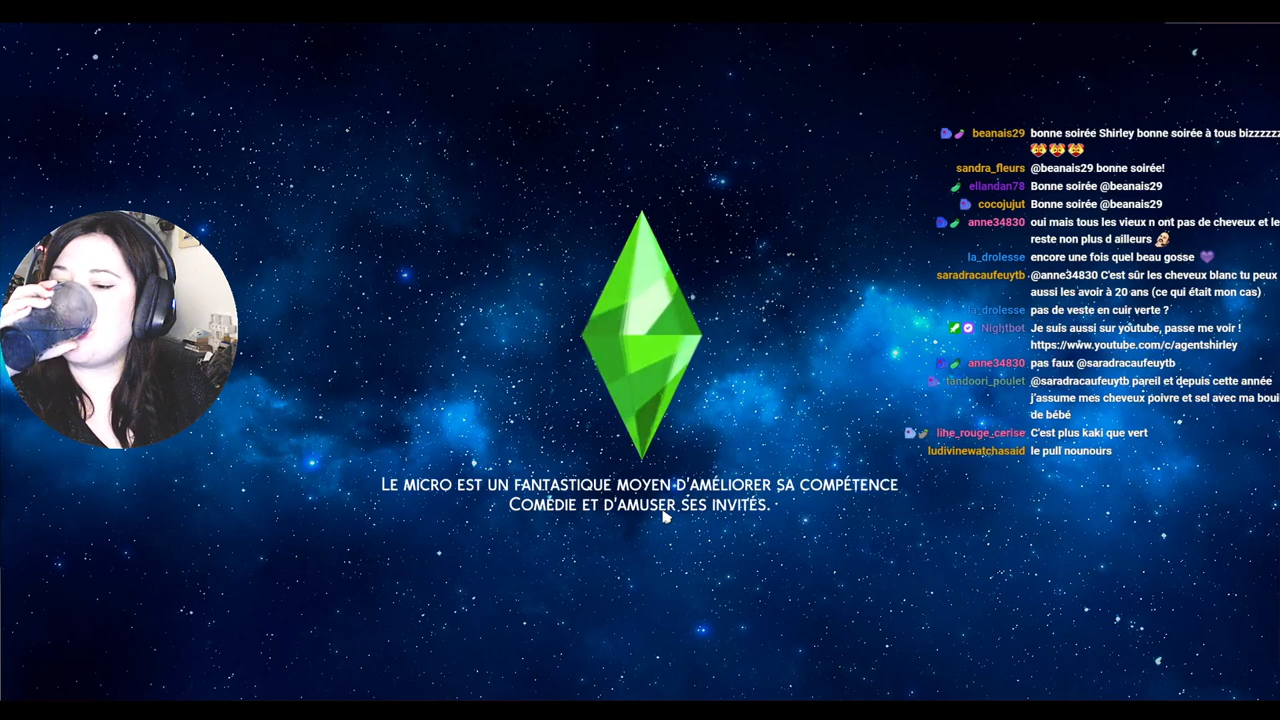 beanais29 bonne soirée Shirley bonne soirée à tous bizzzzzz
sandra_fleurs @beanais29 bonne soirée!
ellandan78 Bonne soirée @beanais29
cocojujut Bonne soirée @beanais29
anne34830 oui mais tous les vieux n ont pas de cheveux et le
reste non plus d ailleurs
la_drolesse encore une fois quel beau gosse
saradracaufeuytb @anne34830 C'est sûr les cheveux blanc tu peux
aussi les avoir à 20 ans (ce qui était mon cas)
la_drolesse pas de veste en cuir verte ?
Nightbot Je suis aussi sur youtube, passe me voir !
https://www.youtube.com/c/agentshirley
anne34830 pas faux @saradracaufeuytb
tandoori_poulet @saradracaufeuytb pareil et depuis cette année
j'assume mes cheveux poivre et sel avec ma boui
de bébé
lihe_rouge_cerise C'est plus kaki que vert
ludivinewatchasaid le pull nounours
Le micro est un fantastique moyen d'améliorer sa compétence
Comédie et d'amuser ses invités.